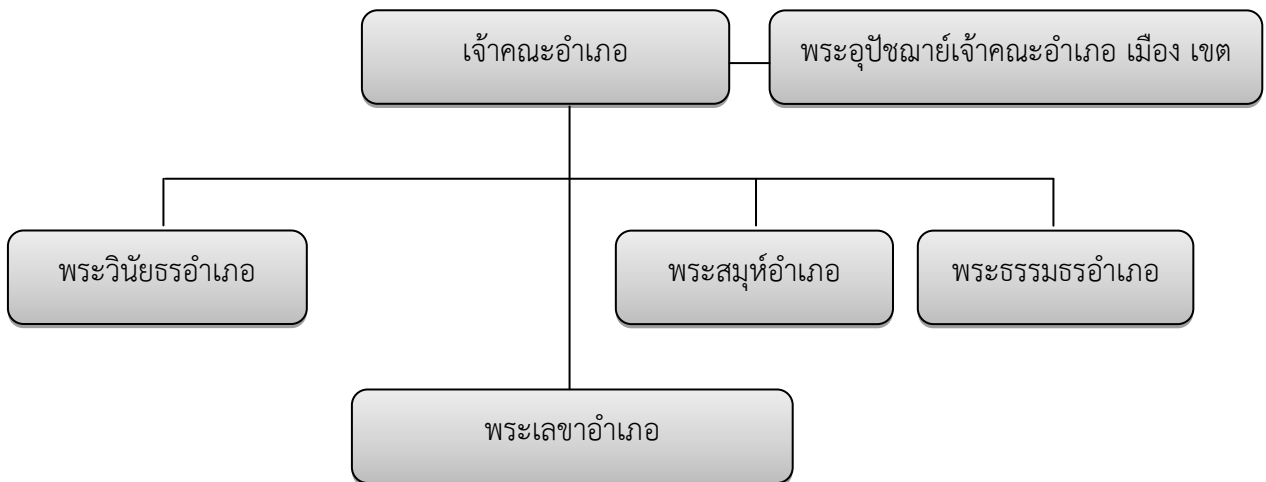 เจ้าคณะอำเภอ
พระอุปัชฌาย์เจ้าคณะอำเภอ เมือง เขต
พระวินัยธรอำเภอ
พระสมุห์อำเภอ
พระธรรมธรอำเภอ
พระเลขาอำเภอ